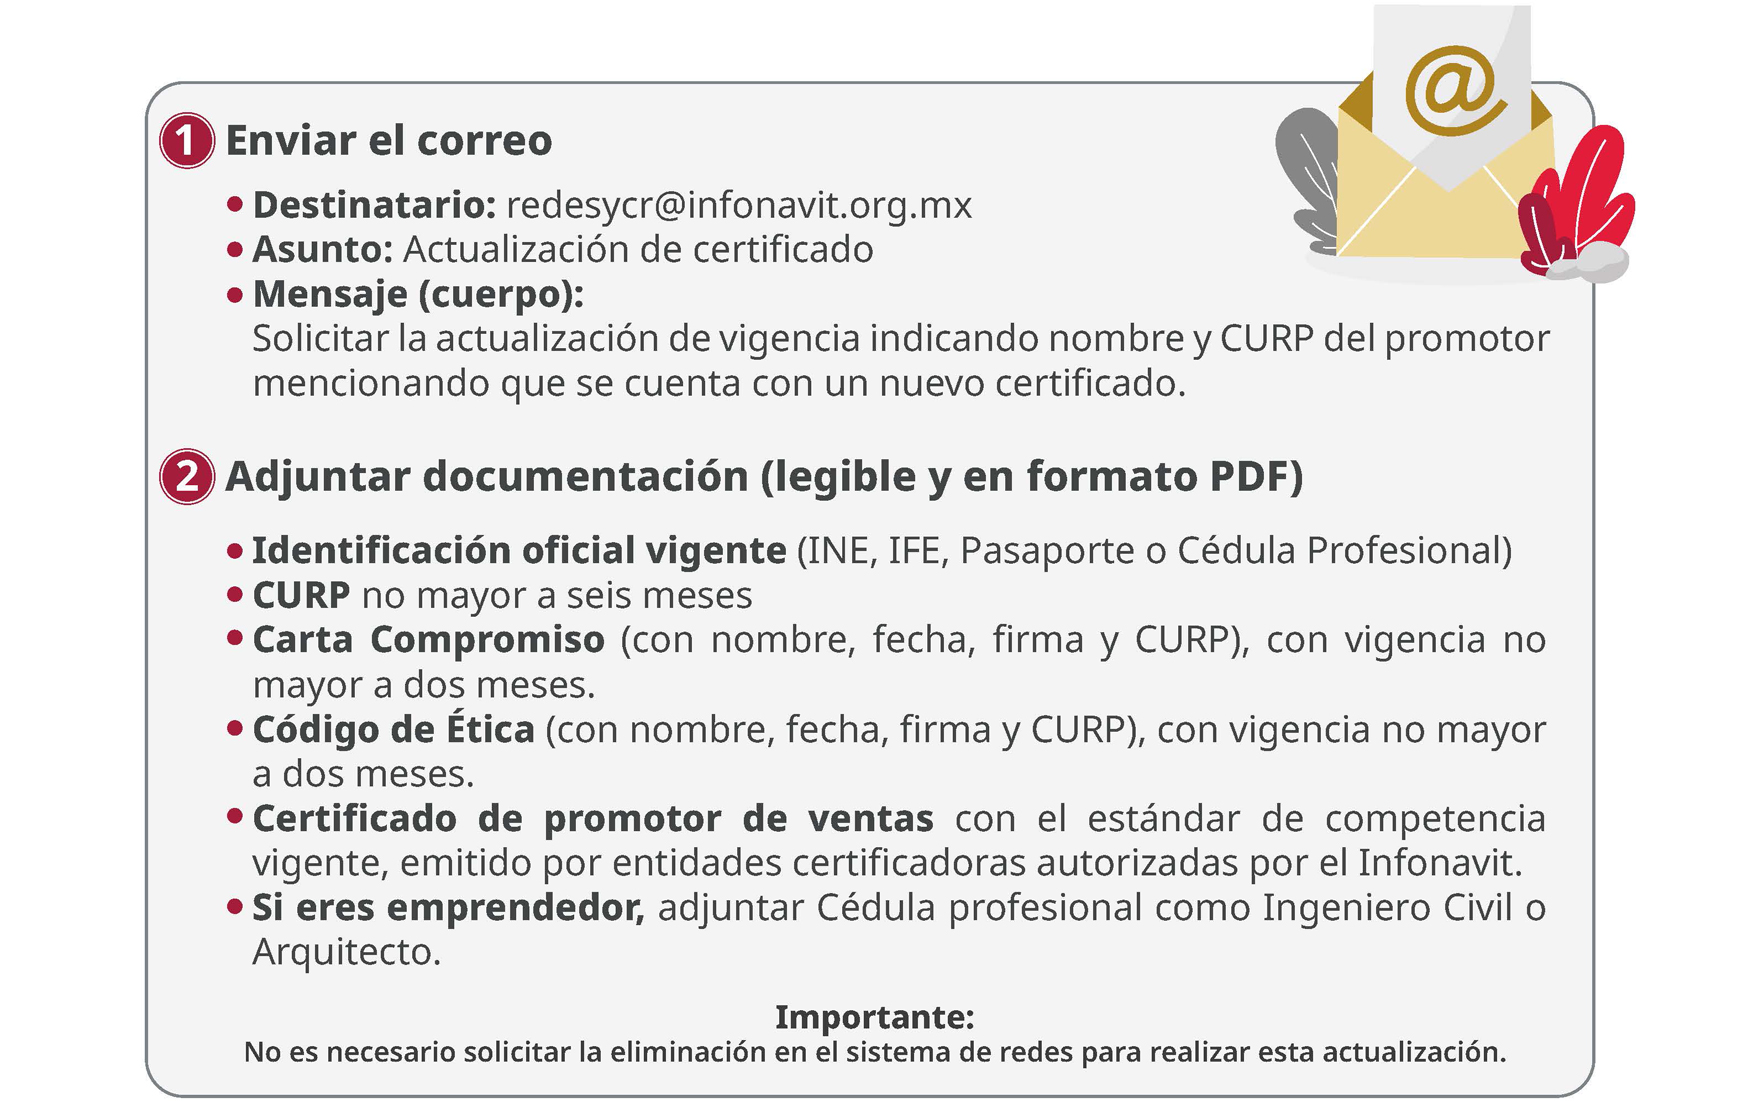 @
1 Enviar el correo
• Destinatario: redesycr@infonavit.org.mx
• Asunto: Actualización de certificado
• Mensaje (cuerpo):
Solicitar la actualización de vigencia indicando nombre y CURP del promotor
mencionando que se cuenta con un nuevo certificado.
2 Adjuntar documentación (legible y en formato PDF)
• Identificación oficial vigente (INE, IFE, Pasaporte o Cédula Profesional)
• CURP no mayor a seis meses
• Carta Compromiso (con nombre, fecha, firma y CURP), con vigencia no
mayor a dos meses.
• Código de Ética (con nombre, fecha, firma y CURP), con vigencia no mayor
a dos meses.
• Certificado de promotor de ventas con el estándar de competencia
vigente, emitido por entidades certificadoras autorizadas por el Infonavit.
• Si eres emprendedor, adjuntar Cédula profesional como Ingeniero Civil o
Arquitecto.
Importante:
No es necesario solicitar la eliminación en el sistema de redes para realizar esta actualización.